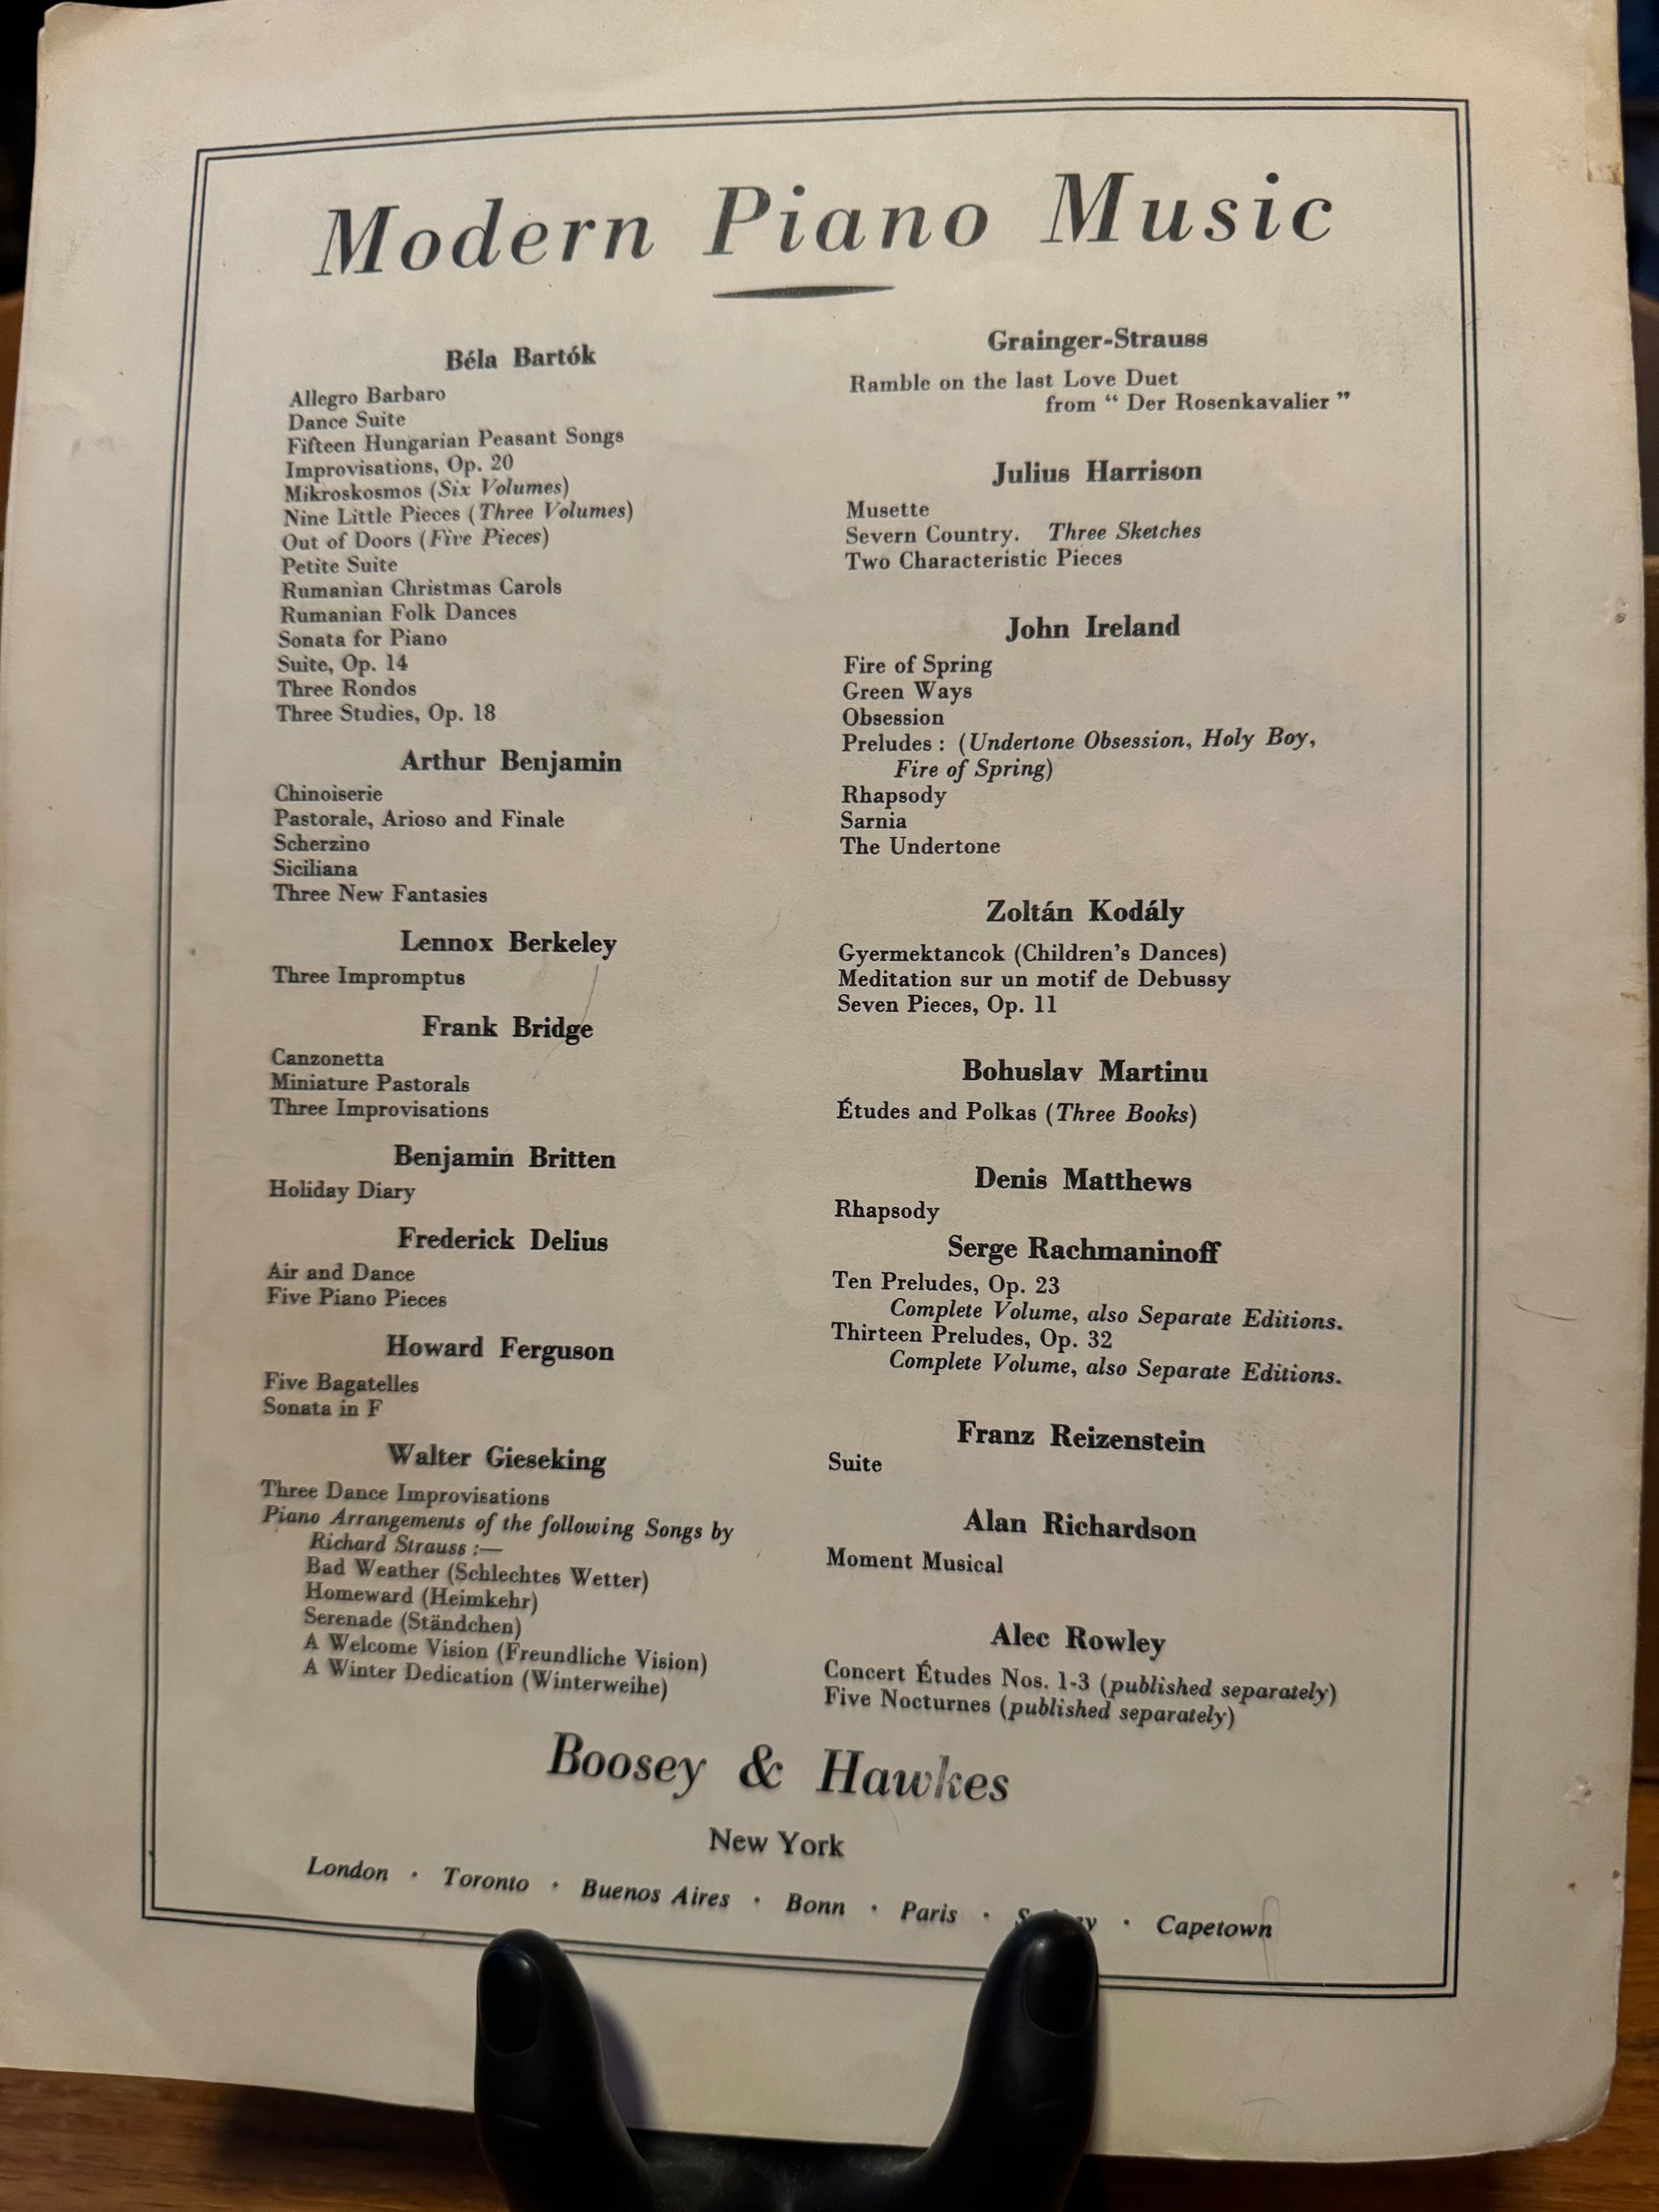 Modern Piano Music
Béla Bartók
Allegro Barbaro
Dance Suite
Fifteen Hungarian Peasant Songs
Improvisations, Op. 20
Mikroskosmos (Six Volumes)
Nine Little Pieces (Three Volumes)
Out of Doors (Five Pieces)
Petite Suite
Rumanian Christmas Carols
Rumanian Folk Dances
Sonata for Piano
Suite, Op. 14
Three Rondos
Three Studies, Op. 18
Arthur Benjamin
Chinoiserie
Pastorale, Arioso and Finale
Scherzino
Siciliana
Three New Fantasies
Lennox Berkeley
Three Impromptus
Frank Bridge
Canzonetta
Miniature Pastorals
Three Improvisations
Benjamin Britten
Holiday Diary
Frederick Delius
Air and Dance
Five Piano Pieces
Howard Ferguson
Five Bagatelles
Sonata in F
Walter Gieseking
Three Dance Improvisations
Piano Arrangements of the following Songs by
Richard Strauss :—
Bad Weather (Schlechtes Wetter)
Homeward (Heimkehr)
Serenade (Ständchen)
A Welcome Vision (Freundliche Vision)
A Winter Dedication (Winterweihe)
Grainger-Strauss
Ramble on the last Love Duet
from “ Der Rosenkavalier ”
Julius Harrison
Musette
Severn Country. Three Sketches
Two Characteristic Pieces
John Ireland
Fire of Spring
Green Ways
Obsession
Preludes : (Undertone Obsession, Holy Boy,
Fire of Spring)
Rhapsody
Sarnia
The Undertone
Zoltán Kodály
Gyermektancok (Children’s Dances)
Meditation sur un motif de Debussy
Seven Pieces, Op. 11
Bohuslav Martinu
Études and Polkas (Three Books)
Denis Matthews
Rhapsody
Serge Rachmaninoff
Ten Preludes, Op. 23
Complete Volume, also Separate Editions.
Thirteen Preludes, Op. 32
Complete Volume, also Separate Editions.
Franz Reizenstein
Suite
Alan Richardson
Moment Musical
Alec Rowley
Concert Études Nos. 1-3 (published separately)
Five Nocturnes (published separately)
Boosey & Hawkes
New York
London · Toronto · Buenos Aires · Bonn · Paris · · Capetown